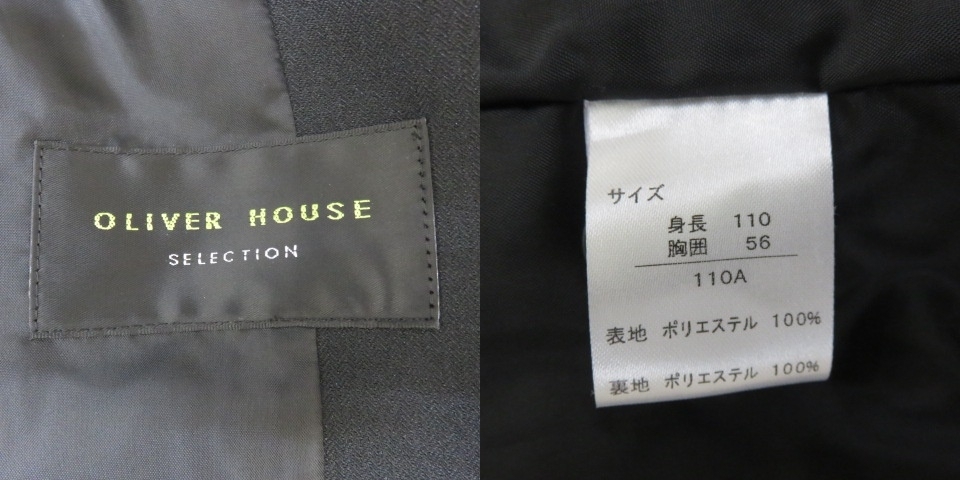 OLIVER HOUSE
SELECTION
サイズ
身長 110
胸囲 56
110A
表地 ポリエステル 100%
裏地 ポリエステル 100%